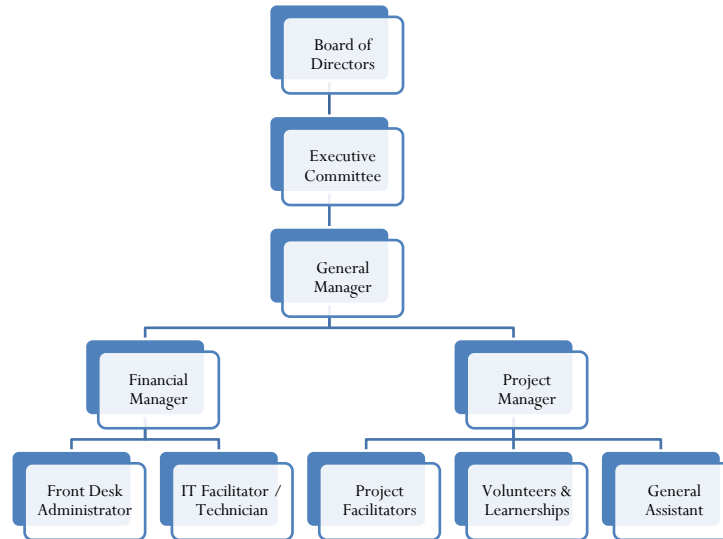 Board of
Directors
Executive
Committee
General
Manager
Financial
Manager
Project
Manager
Front Desk
Administrator
IT Facilitator /
Technician
Project
Facilitators
Volunteers &
Learnerships
General
Assistant